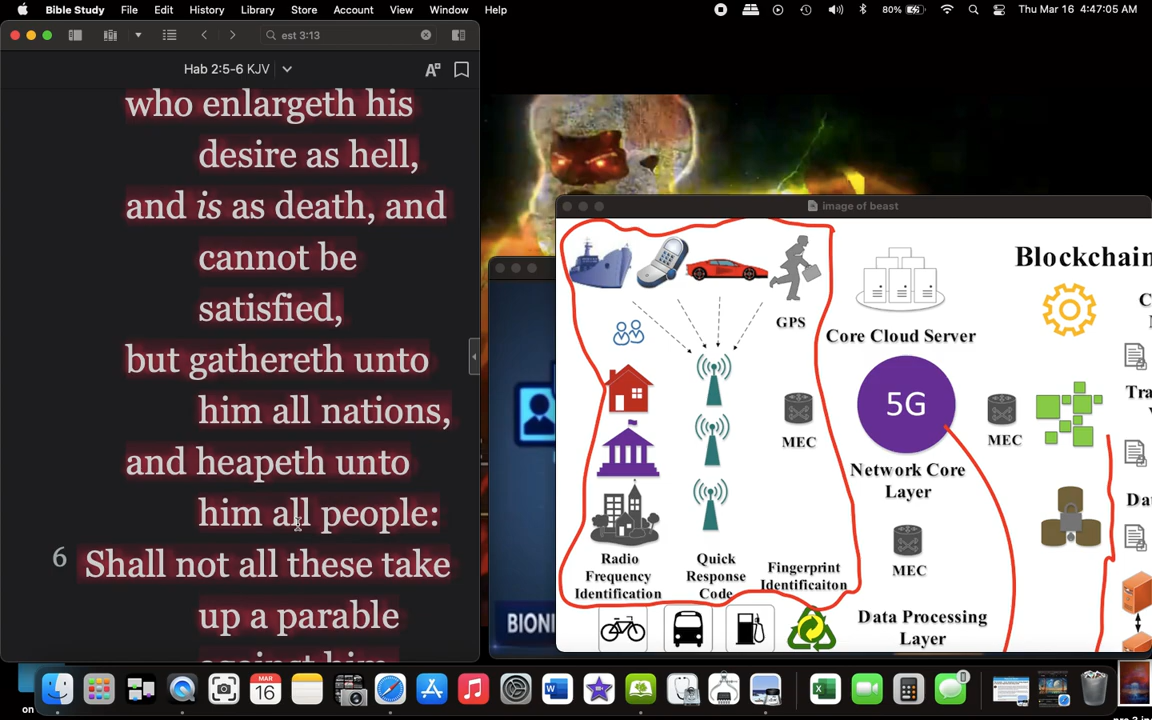 Bible Study File Edit History Library Store Account View Window Help
80% Thu Mar 16 4:47:05 AM
est 3:13
Hab 2:5-6 KJV
who enlargeth his
desire as hell,
and is as death, and
cannot be
satisfied,
but gathereth unto
him all nations,
and heapeth unto
him all people:
6 Shall not all these take
up a parable
against him
image of beast
Blockchain
GPS
Core Cloud Server
5G
MEC
MEC
Network Core
Layer
MEC
Radio
Frequency
Identification
Quick
Response
Code
Fingerprint
Identificaiton
Data Processing
Layer
BIONI
MAR
16